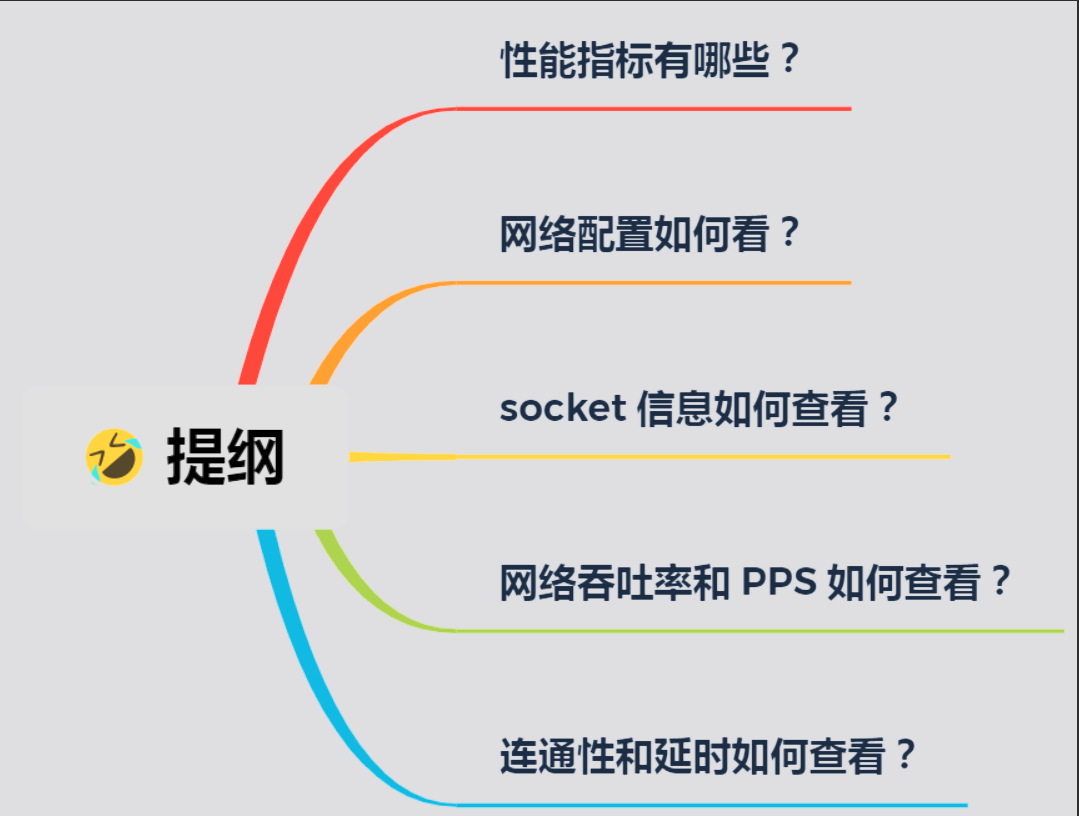 性能指标有哪些？
网络配置如何看？
socket 信息如何查看？
提纲
网络吞吐率和 PPS 如何查看？
连通性和延时如何查看？